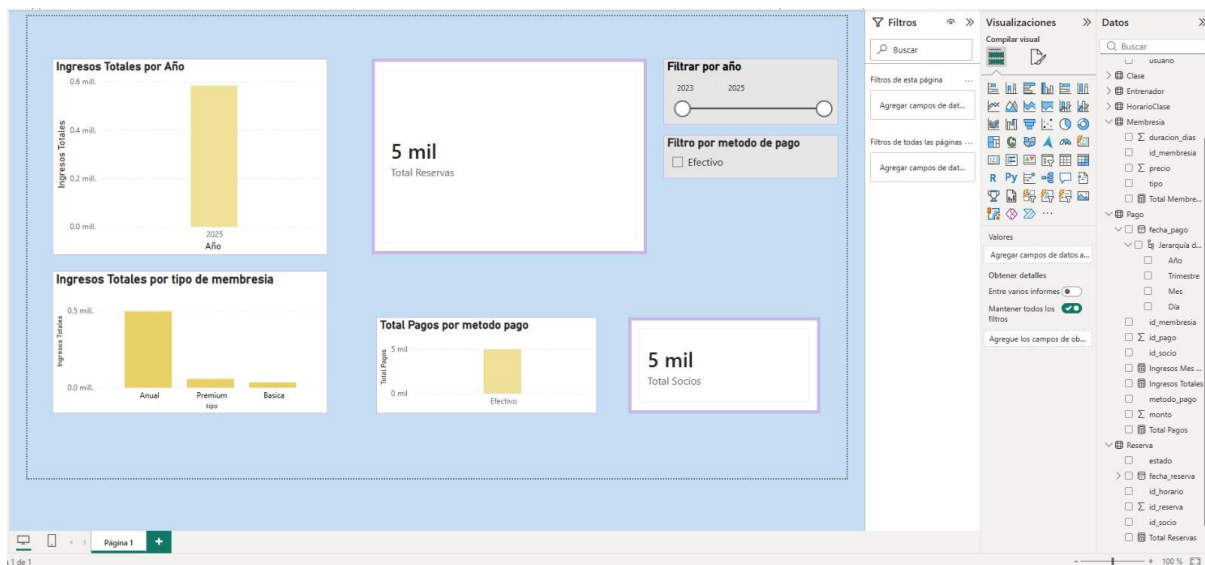 Ingresos Totales por Año
0.6 mill.
0.4 mill.
0.2 mill.
0.0 mill.
Ingresos Totales
2025
Año
5 mil
Total Reservas
Filtrar por año
2023 2025
Filtro por metodo de pago
Efectivo
Ingresos Totales por tipo de membresia
0.5 mill.
0.0 mill.
Ingresos Totales
Anual Premium Basica
tipo
Total Pagos por metodo pago
5 mil
0 mil
Total Pagos
Efectivo
5 mil
Total Socios
Página 1
1 de 1
Filtros
Buscar
Filtros de esta página ...
Agregar campos de dat...
Filtros de todas las páginas ...
Agregar campos de dat...
Visualizaciones
Compilar visual
R Py
Valores
Agregar campos de datos a...
Obtener detalles
Entre varios informes
Mantener todos los
filtros
Agregue los campos de ob...
Datos
Buscar
usuario
Clase
Entrenador
HorarioClase
Membresia
duracion_dias
id_membresia
precio
tipo
Total Membre...
Pago
fecha_pago
Jerarquía d...
Año
Trimestre
Mes
Día
id_membresia
id_pago
id_socio
Ingresos Mes ...
Ingresos Totales
metodo_pago
monto
Total Pagos
Reserva
estado
fecha_reserva
id_horario
id_reserva
id_socio
Total Reservas
100 %